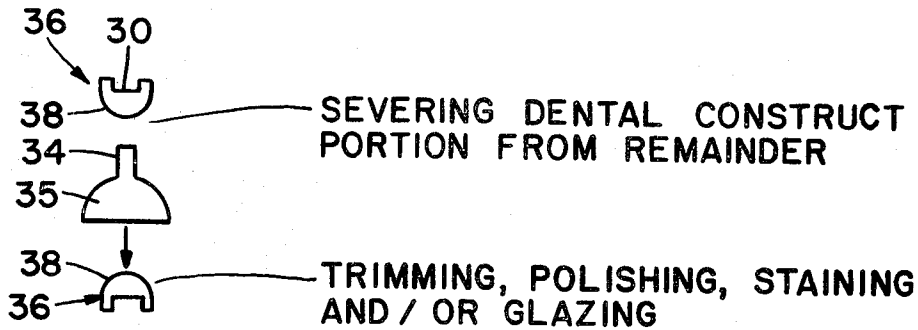 36 30
38
SEVERING DENTAL CONSTRUCT
PORTION FROM REMAINDER
34
35
38
TRIMMING, POLISHING, STAINING
36
AND / OR GLAZING